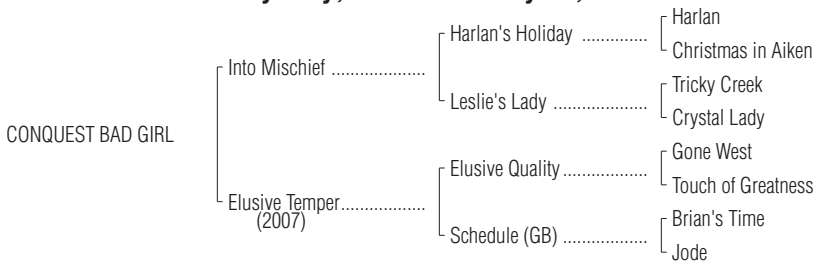 Harlan
Harlan's Holiday ..............
Christmas in Aiken
Into Mischief ....................
Tricky Creek
Leslie's Lady ....................
Crystal Lady
CONQUEST BAD GIRL
Gone West
Elusive Quality ..................
Touch of Greatness
Elusive Temper..................
(2007)
Brian's Time
Schedule (GB) ..................
Jode